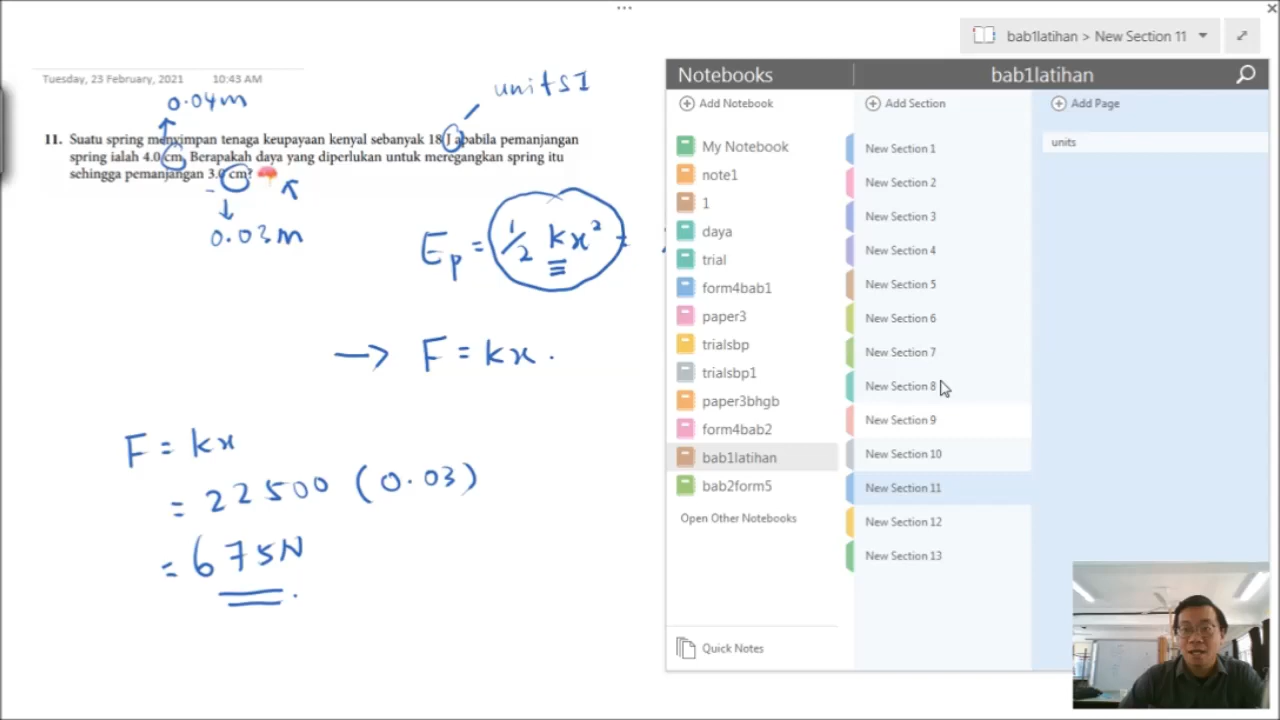 bab1latihan > New Section 11
Tuesday, 23 February, 2021 10:43 AM
unit SI
0.04m
11. Suatu spring menyimpan tenaga keupayaan kenyal sebanyak 18 J apabila pemanjangan
spring ialah 4.0 cm. Berapakah daya yang diperlukan untuk meregangkan spring itu
sehingga pemanjangan 3.0 cm?
0.03m
Ep = 1/2 kx² =
→ F = kx.
F = kx
= 22500 (0.03)
= 675N
Notebooks
Add Notebook
My Notebook
note1
1
daya
trial
form4bab1
paper3
trialsbp
trialsbp1
paper3bhgb
form4bab2
bab1latihan
bab2form5
Open Other Notebooks
Quick Notes
bab1latihan
Add Section
New Section 1
New Section 2
New Section 3
New Section 4
New Section 5
New Section 6
New Section 7
New Section 8
New Section 9
New Section 10
New Section 11
New Section 12
New Section 13
Add Page
units